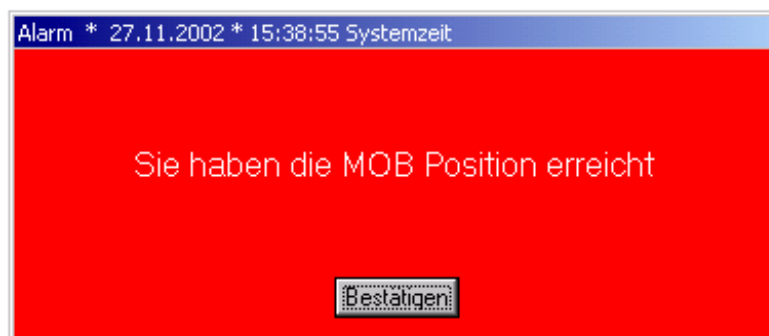 Alarm * 27.11.2002 * 15:38:55 Systemzeit
Sie haben die MOB Position erreicht
Bestätigen